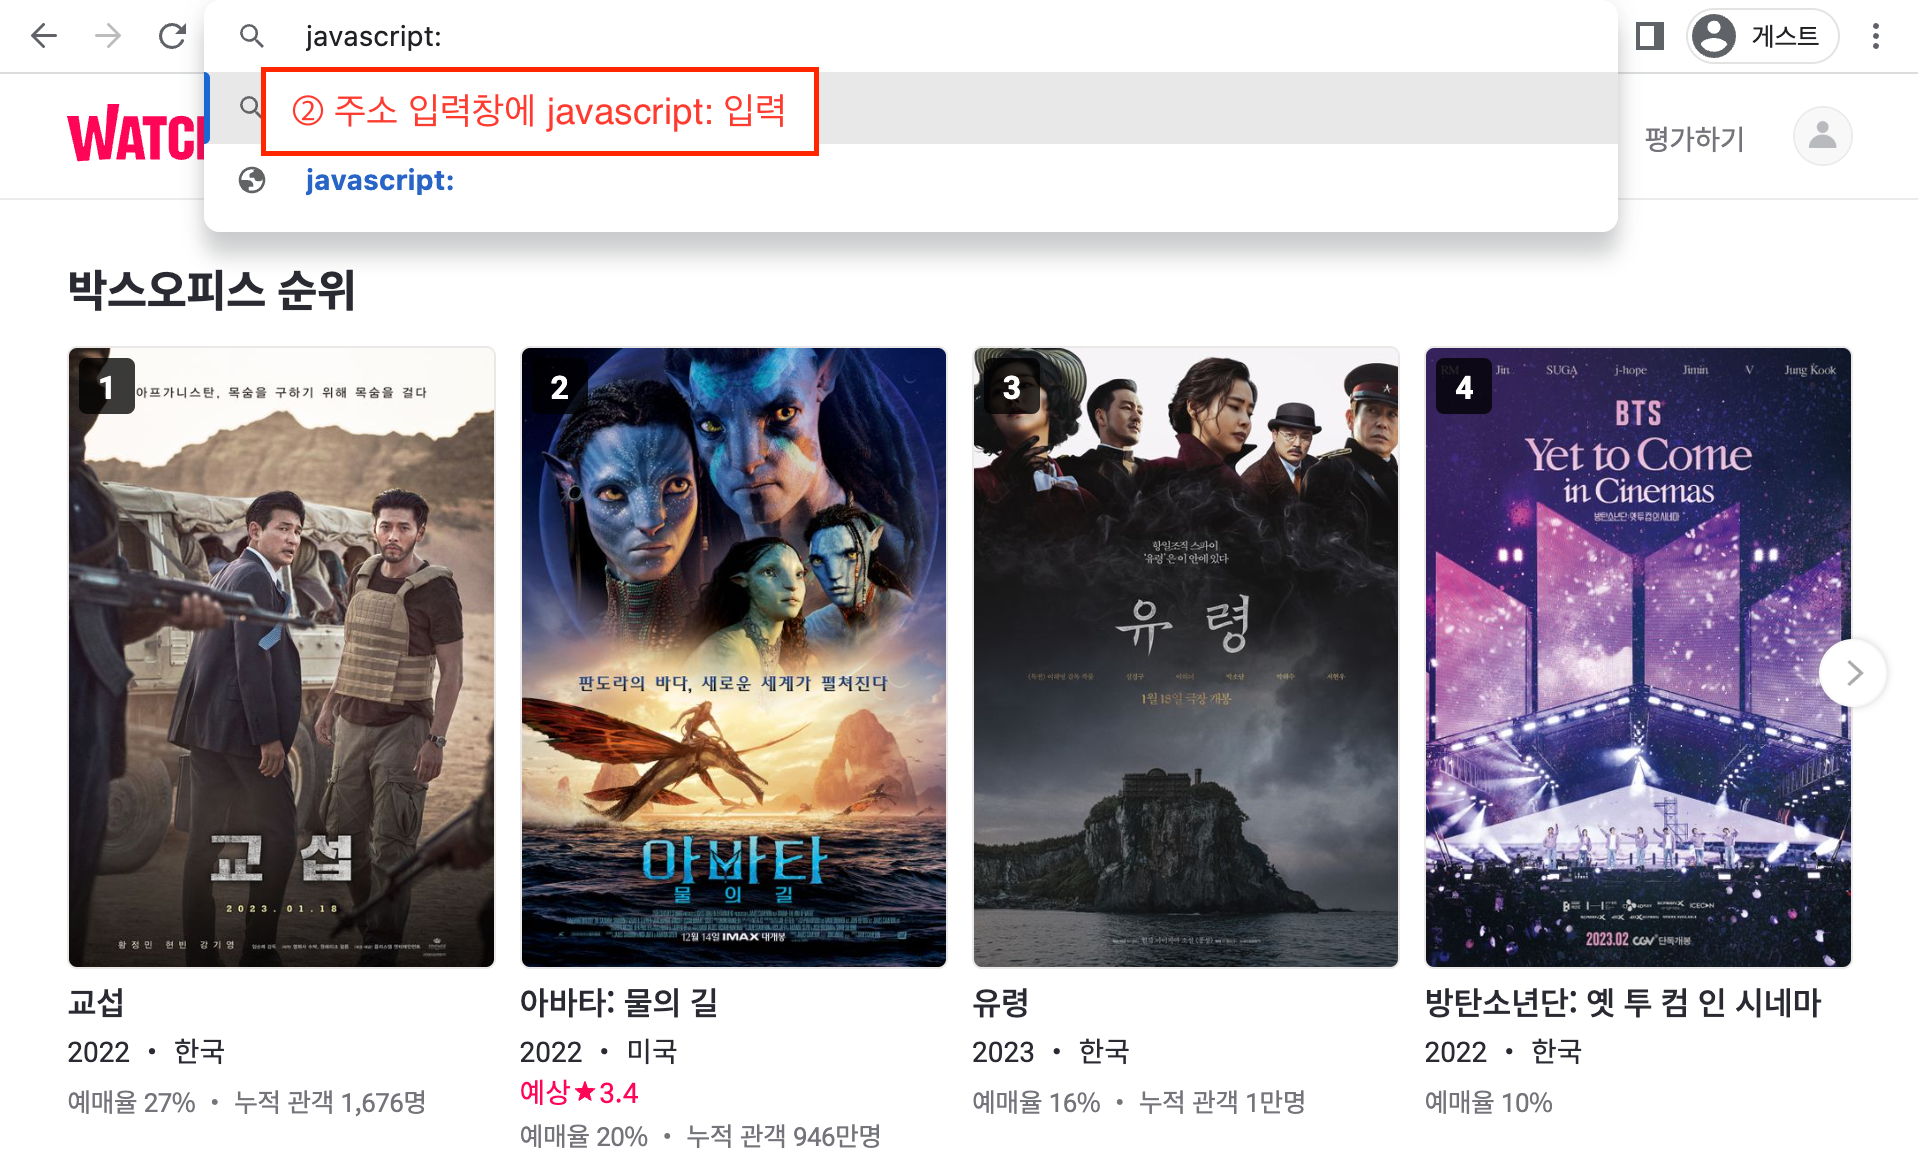 javascript:
게스트
② 주소 입력창에 javascript: 입력
javascript:
WATCH
평가하기
박스오피스 순위
1
아프가니스탄, 목숨을 구하기 위해 목숨을 걸다
교섭
2023.01.18
황정민 현빈 강기영
2
판도라의 바다, 새로운 세계가 펼쳐진다
아바타
물의 길
12월 14일 IMAX 대개봉
3
항일조직 스파이
'유령'은 이 안에 있다
유령
1월 18일 극장 개봉
4
RM Jin SUGA j-hope Jimin V Jung Kook
BTS
Yet to Come
in Cinemas
방탄소년단: 옛 투 컴 인 시네마
2023.02 CGV 단독개봉
교섭
2022 • 한국
예매율 27% • 누적 관객 1,676명
아바타: 물의 길
2022 • 미국
예상★3.4
예매율 20% • 누적 관객 946만명
유령
2023 • 한국
예매율 16% • 누적 관객 1만명
방탄소년단: 옛 투 컴 인 시네마
2022 • 한국
예매율 10%